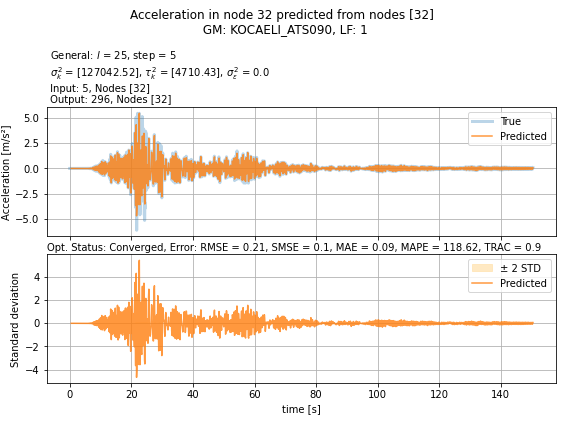 Acceleration in node 32 predicted from nodes [32]
GM: KOCAELI_ATS090, LF: 1
General: l = 25, step = 5
σ²ₖ = [127042.52], τ²ₖ = [4710.43], σ²ₑ = 0.0
Input: 5, Nodes [32]
Output: 296, Nodes [32]
Acceleration [m/s²]
5.0
2.5
0.0
−2.5
−5.0
True
Predicted
Opt. Status: Converged, Error: RMSE = 0.21, SMSE = 0.1, MAE = 0.09, MAPE = 118.62, TRAC = 0.9
Standard deviation
4
2
0
−2
−4
± 2 STD
Predicted
0 20 40 60 80 100 120 140
time [s]